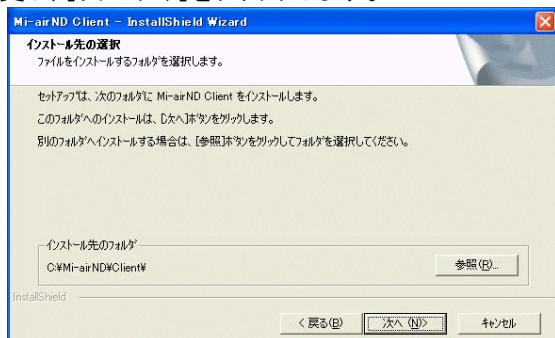 Mi-airND Client - InstallShield Wizard
インストール先の選択
ファイルをインストールするフォルダを選択します。
セットアップは、次のフォルダに Mi-airND Client をインストールします。
このフォルダへのインストールは、[次へ]ボタンをクリックします。
別のフォルダへインストールする場合は、[参照]ボタンをクリックしてフォルダを選択してください。
インストール先のフォルダ
C:¥Mi-airND¥Client¥
参照(R)...
InstallShield
< 戻る(B)
次へ (N)>
キャンセル